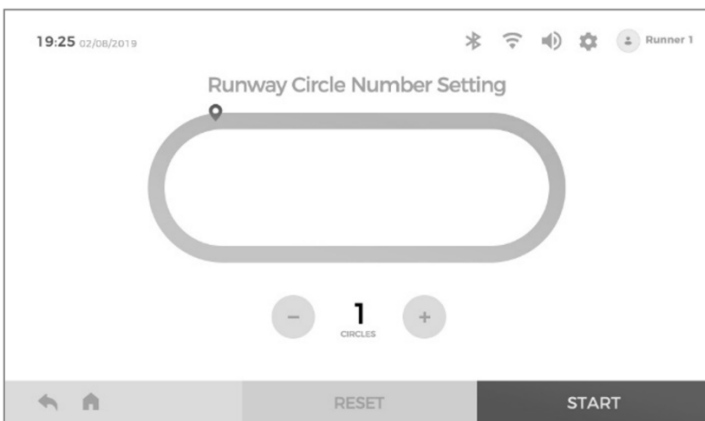 19:25 02/08/2019
Runner 1
Runway Circle Number Setting
−
1
+
CIRCLES
RESET
START